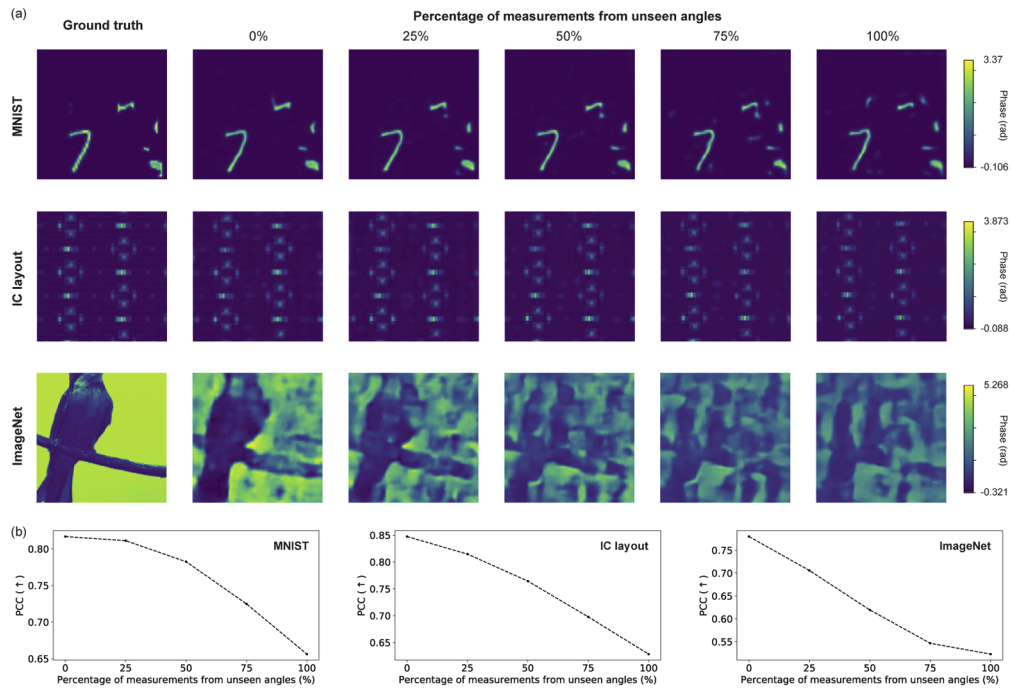 (a)
Percentage of measurements from unseen angles
Ground truth
0%
25%
50%
75%
100%
MNIST
3.37
Phase (rad)
-0.106
IC layout
3.873
Phase (rad)
-0.088
ImageNet
5.268
Phase (rad)
-0.321
(b)
MNIST
PCC (↑)
0.80
0.75
0.70
0.65
0 25 50 75 100
Percentage of measurements from unseen angles (%)
IC layout
PCC (↑)
0.85
0.80
0.75
0.70
0.65
0 25 50 75 100
Percentage of measurements from unseen angles (%)
ImageNet
PCC (↑)
0.75
0.70
0.65
0.60
0.55
0 25 50 75 100
Percentage of measurements from unseen angles (%)